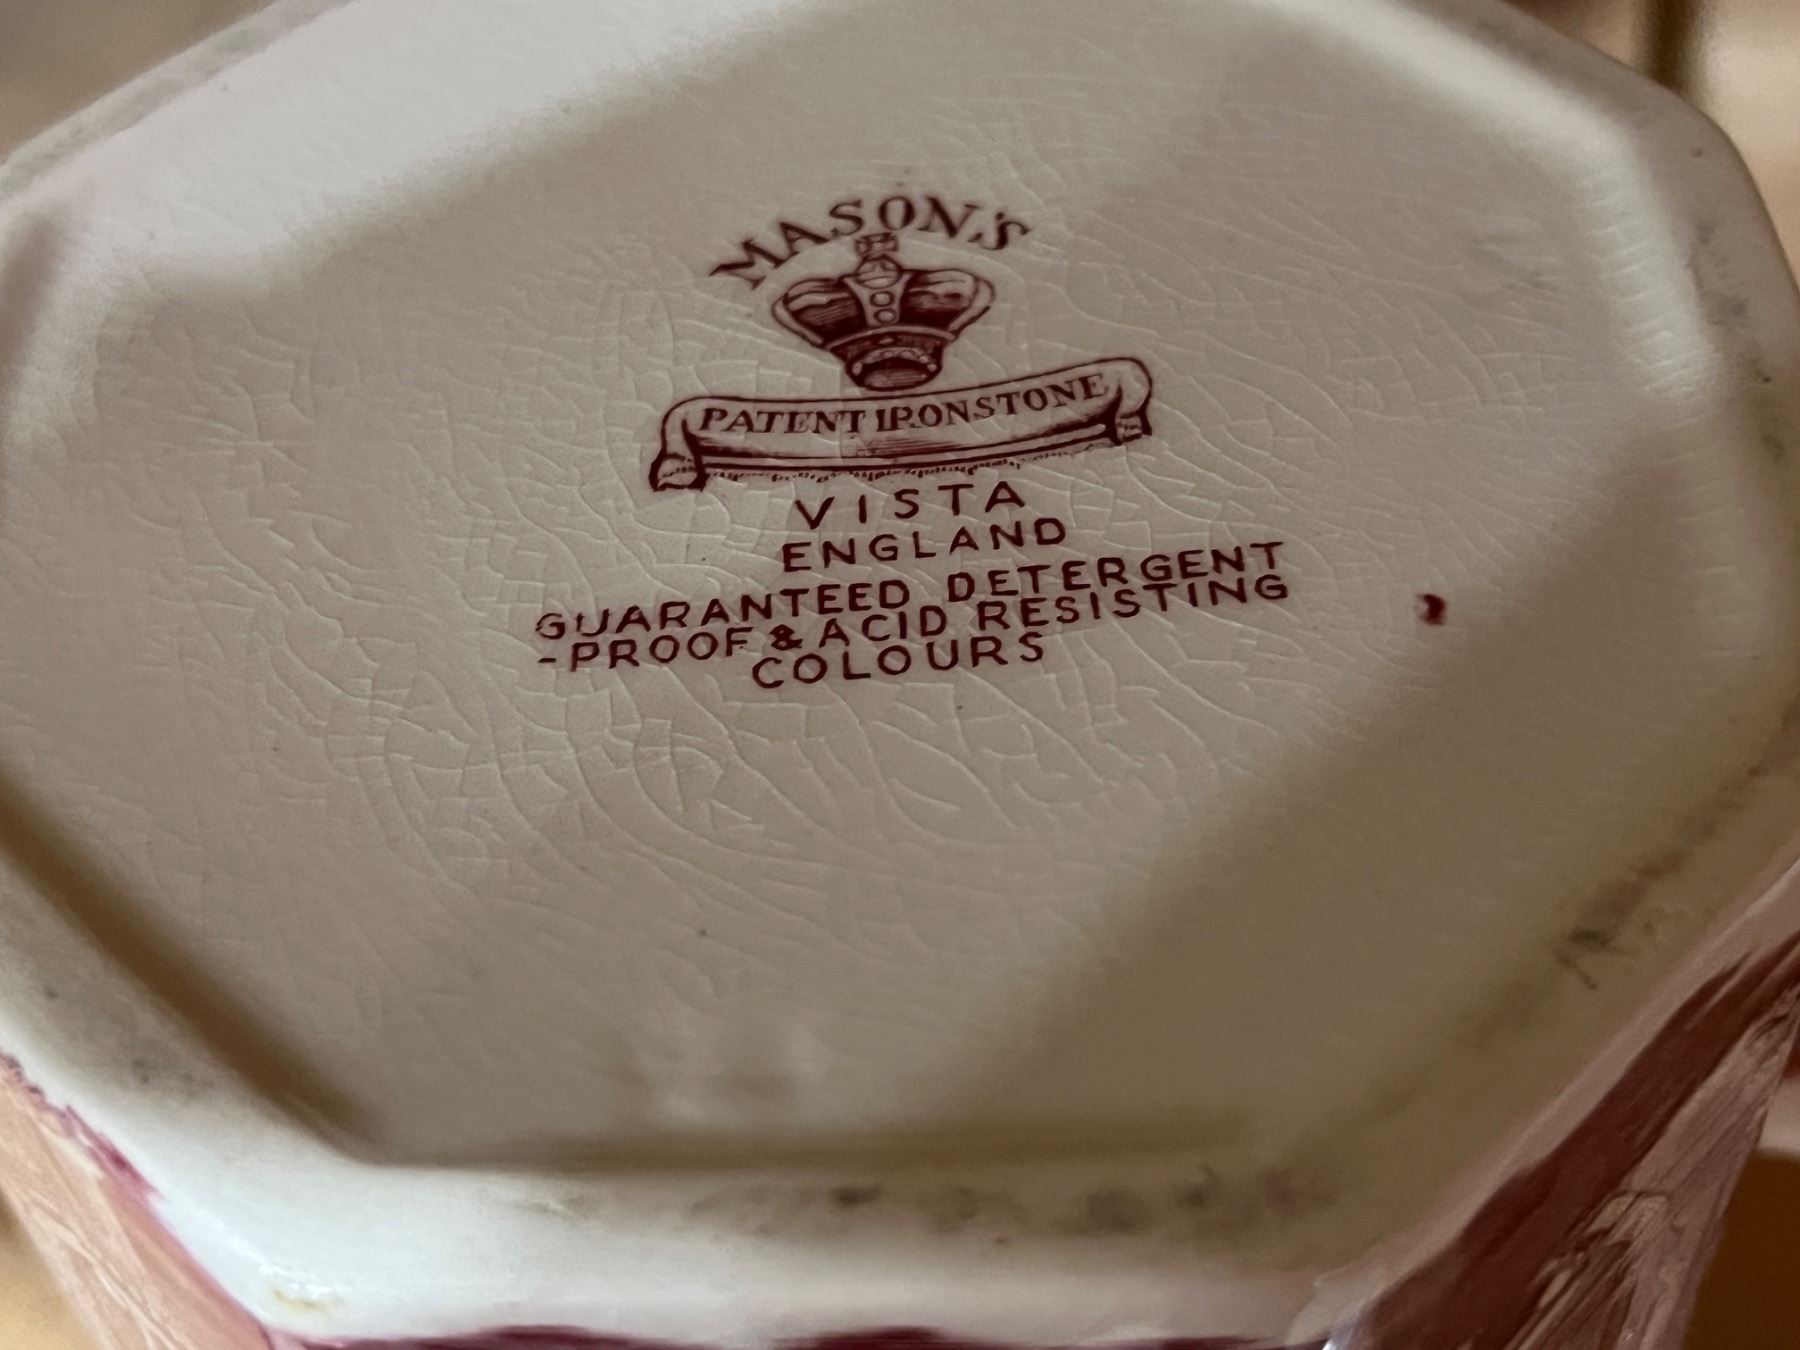 MASON'S
PATENT IRONSTONE
VISTA
ENGLAND
GUARANTEED DETERGENT
-PROOF & ACID RESISTING
COLOURS